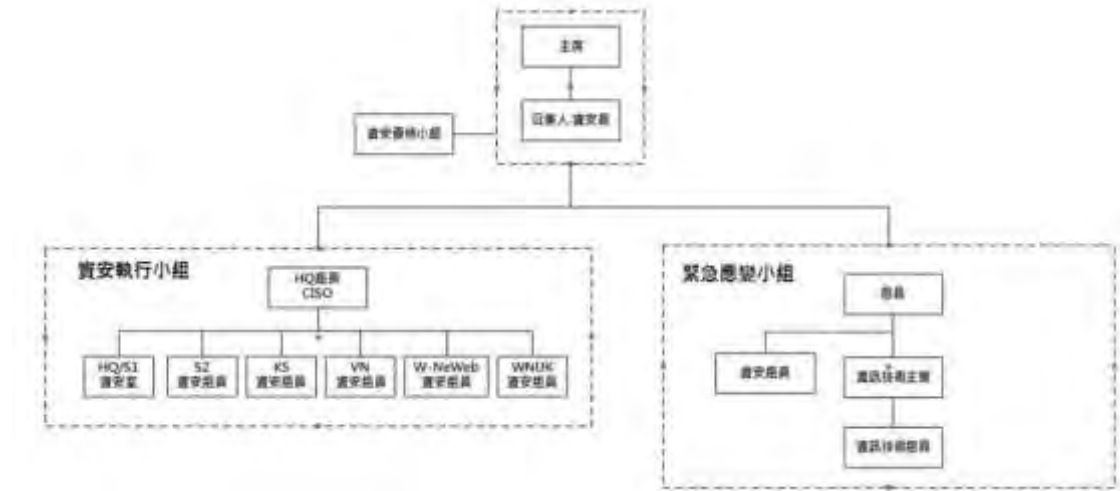 主席
召集人.資安長
資安稽核小組
資安執行小組
HQ組長
CISO
HQ/S1
資安室
S2
資安組員
KS
資安組員
VN
資安組員
W-NeWeb
資安組員
WNUK
資安組員
緊急應變小組
資安組員
資訊技術主管
資訊技術組員